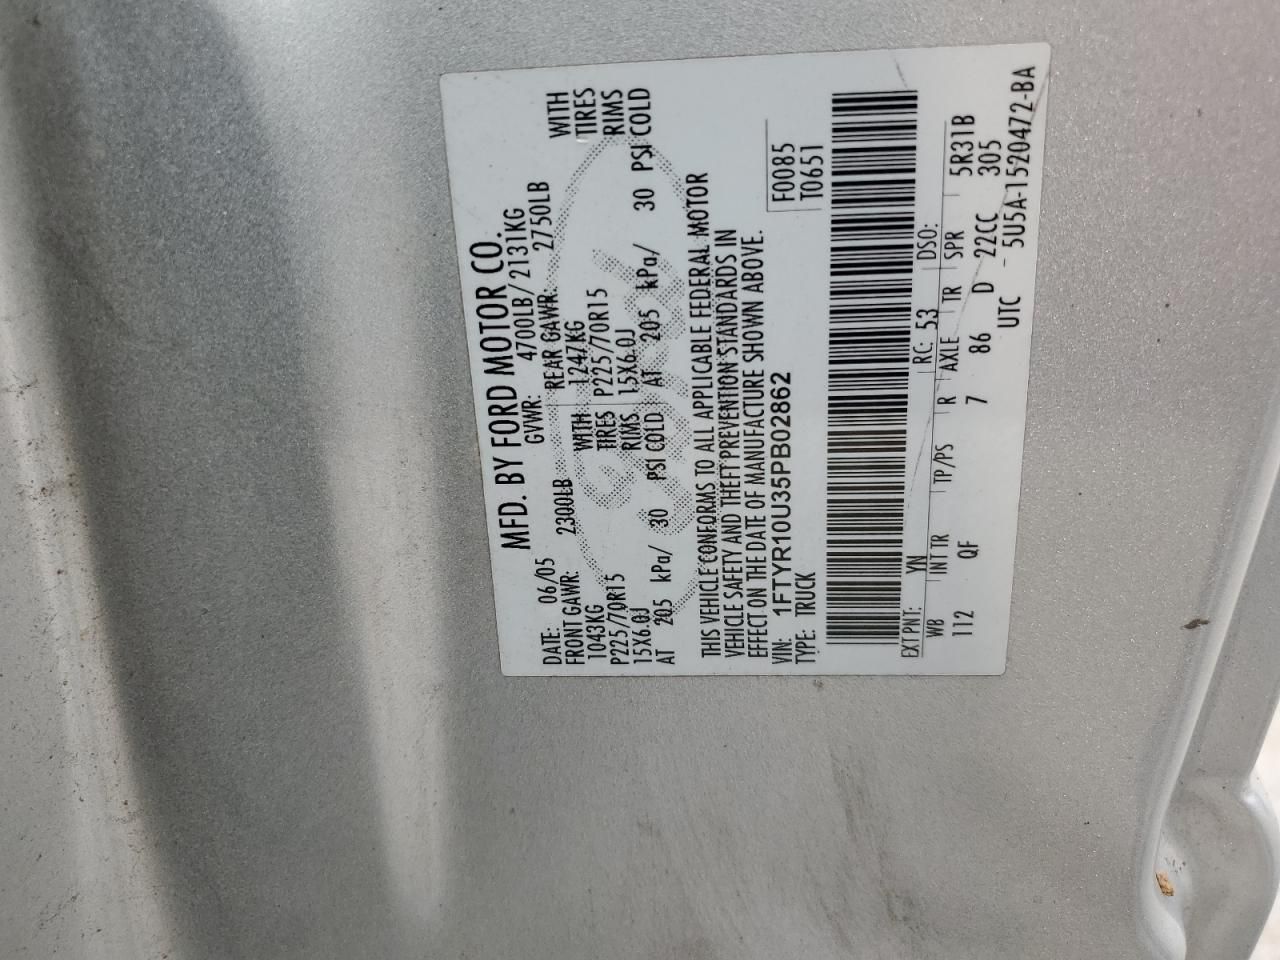 MFD. BY FORD MOTOR CO.
DATE: 06/05 GVWR: 4700LB/2131KG
FRONT GAWR: 2300LB REAR GAWR: 2750LB
1043KG WITH 1247KG WITH
P225/70R15 TIRES P225/70R15 TIRES
15X6.0J RIMS 15X6.0J RIMS
AT 205 kPa/ 30 PSI COLD AT 205 kPa/ 30 PSI COLD
THIS VEHICLE CONFORMS TO ALL APPLICABLE FEDERAL MOTOR
VEHICLE SAFETY AND THEFT PREVENTION STANDARDS IN
EFFECT ON THE DATE OF MANUFACTURE SHOWN ABOVE.
VIN: 1FTYR10U35PB02862 F0085
TYPE: TRUCK T0651
EXT PNT: YN RC: 53 DSO:
WB INT TR TP/PS R AXLE TR SPR 5R31B
112 QF 7 86 D 22CC 305
UTC 5U5A-1520472-BA